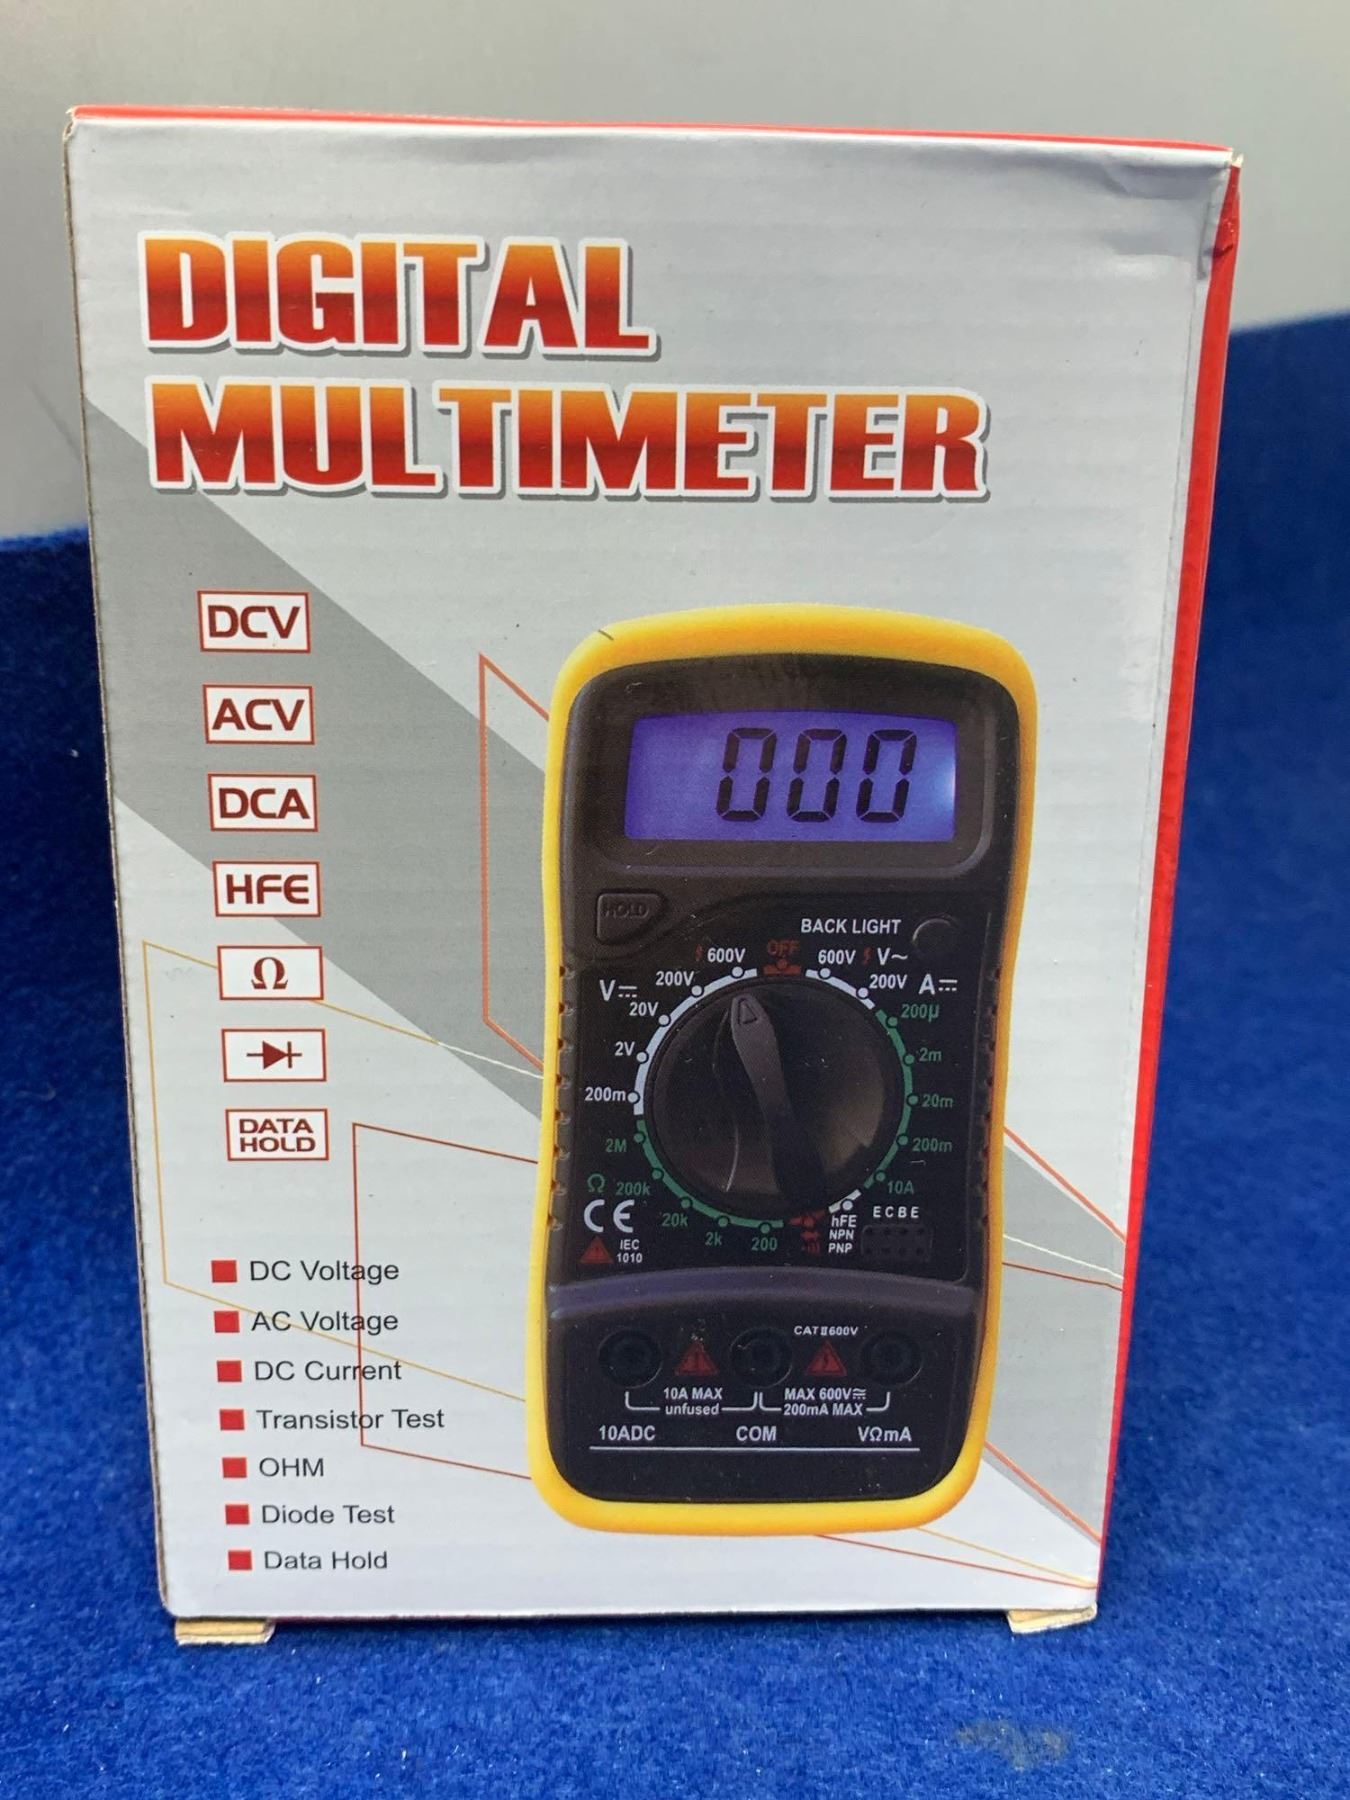 DIGITAL
MULTIMETER
DCV
ACV
DCA
HFE
Ω
DATA
HOLD
DC Voltage
AC Voltage
DC Current
Transistor Test
OHM
Diode Test
Data Hold
000
HOLD
BACK LIGHT
600V OFF 600V V~
V 200V 200V A
20V 200µ
2V 2m
200m 20m
2M 200m
Ω 200k 10A
20k 2k 200
hFE
NPN
PNP
E C B E
CE
IEC
1010
CAT II 600V
10A MAX
unfused
MAX 600V
200mA MAX
10ADC COM VΩmA